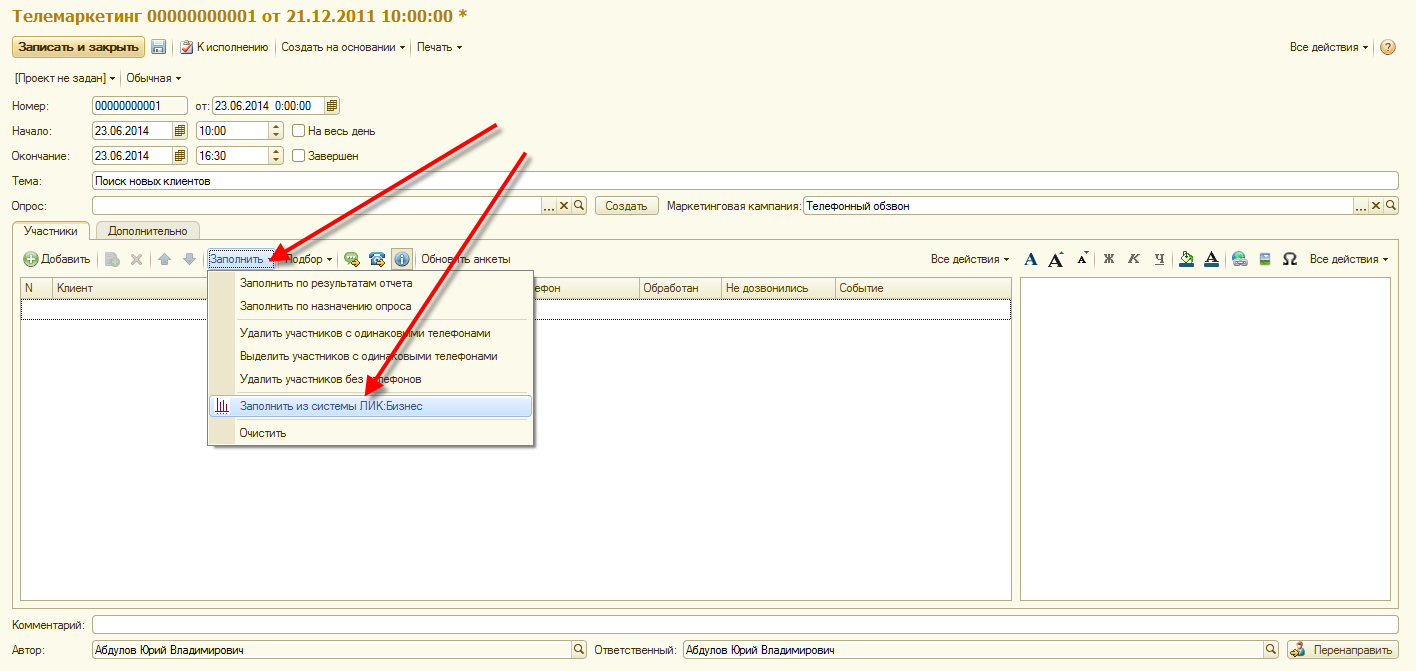 Телемаркетинг 00000000001 от 21.12.2011 10:00:00 *
Записать и закрыть К исполнению Создать на основании Печать Все действия ?
[Проект не задан] Обычная
Номер: 00000000001 от: 23.06.2014 0:00:00
Начало: 23.06.2014 10:00 На весь день
Окончание: 23.06.2014 16:30 Завершен
Тема: Поиск новых клиентов
Опрос: ... Создать Маркетинговая кампания: Телефонный обзвон ...
Участники Дополнительно
Добавить Заполнить Подбор Обновить анкеты Все действия A A A Ж К Ч A Ω Все действия
N Клиент ефон Обработан Не дозвонились Событие
Заполнить по результатам отчета
Заполнить по назначению опроса
Удалить участников с одинаковыми телефонами
Выделить участников с одинаковыми телефонами
Удалить участников без телефонов
Заполнить из системы ЛИК:Бизнес
Очистить
Комментарий:
Автор: Абдулов Юрий Владимирович Ответственный: Абдулов Юрий Владимирович Перенаправить